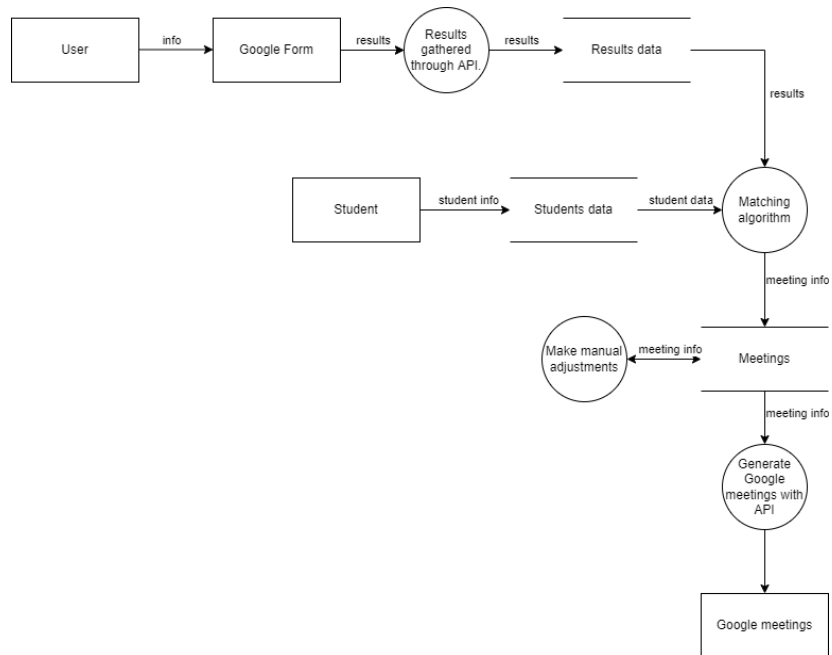 User
info
Google Form
results
Results
gathered
through API.
results
Results data
results
Student
student info
Students data
student data
Matching
algorithm
meeting info
Make manual
adjustments
meeting info
Meetings
meeting info
Generate
Google
meetings with
API
Google meetings